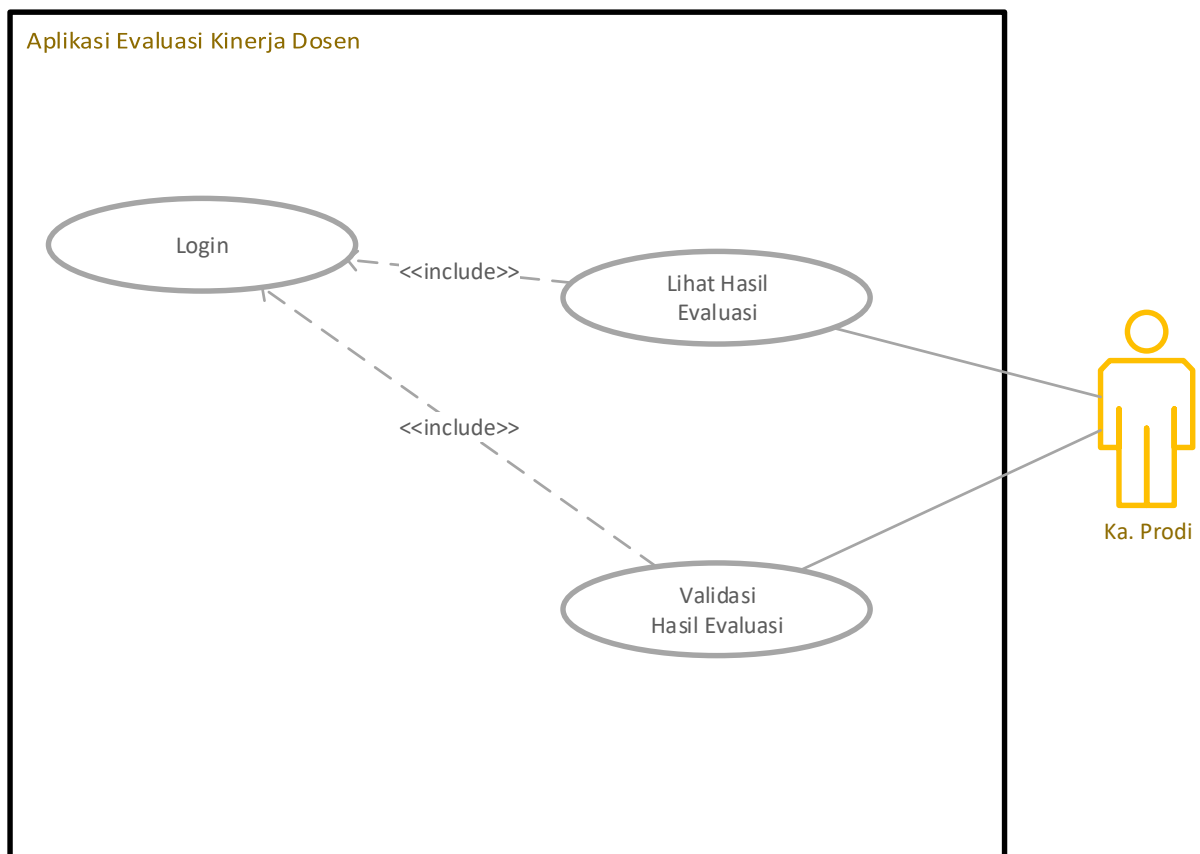 Aplikasi Evaluasi Kinerja Dosen
Login
<<include>>
Lihat Hasil
Evaluasi
<<include>>
Ka. Prodi
Validasi
Hasil Evaluasi